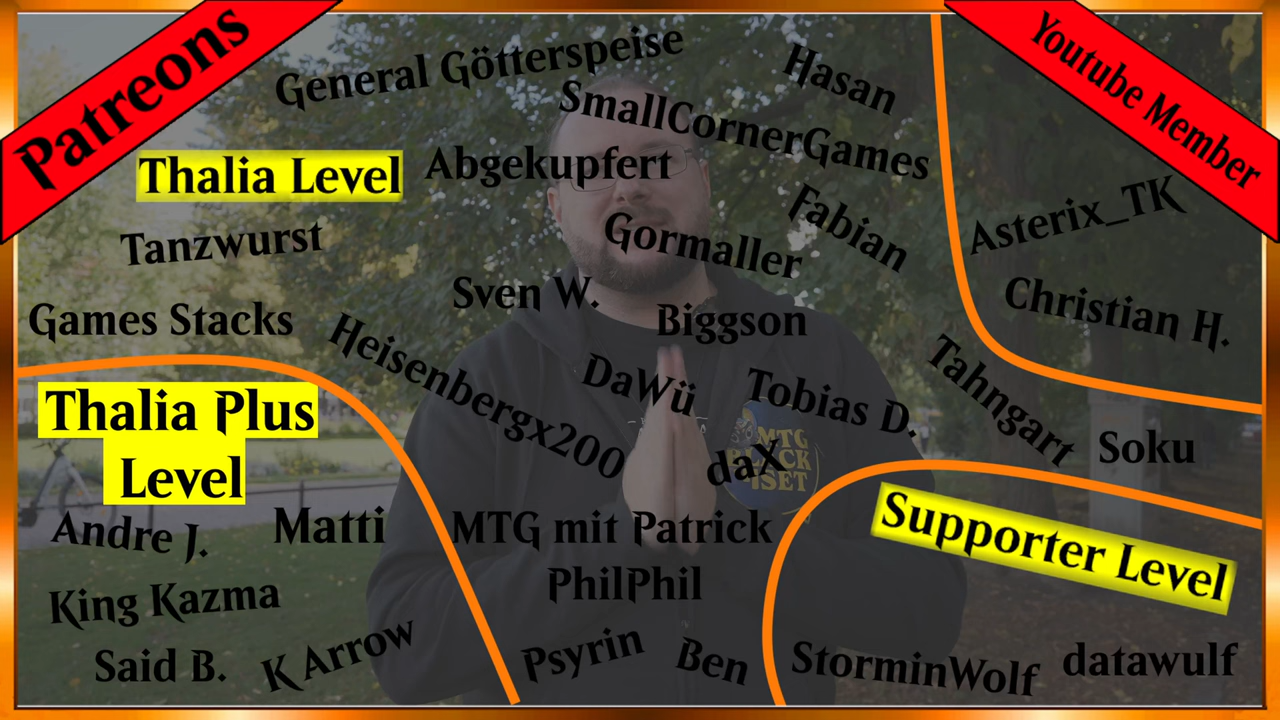 Patreons
Youtube Member
General Götterspeise
Hasan
SmallCornerGames
Thalia Level
Abgekupfert
Fabian
Asterix_TK
Tanzwurst
Gormaller
Sven W.
Christian H.
Games Stacks
Biggson
Heisenbergx200
DaWü
Tobias D.
Tahngart
Soku
daX
MTG
Thalia Plus
Level
Andre J.
Matti
MTG mit Patrick
Supporter Level
King Kazma
PhilPhil
Said B.
K Arrow
Psyrin
Ben
StorminWolf
datawulf